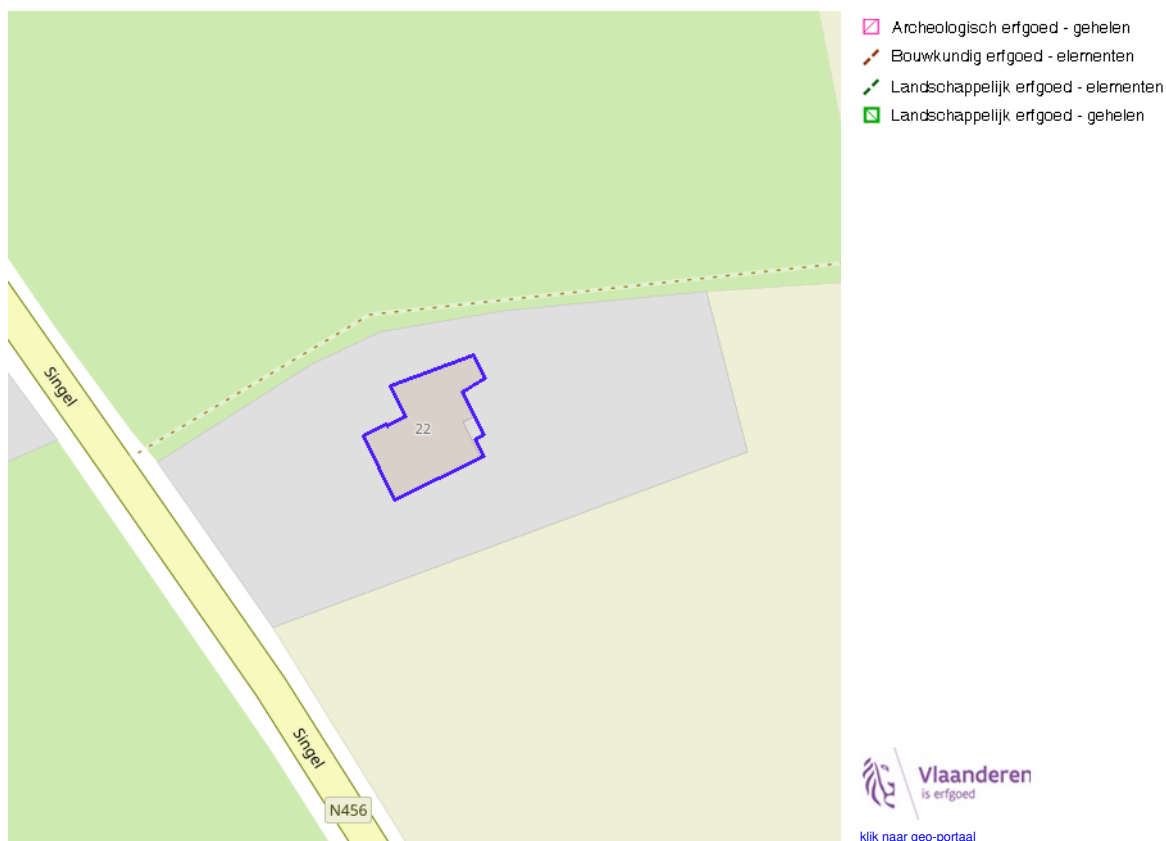 Archeologisch erfgoed - gehelen
Bouwkundig erfgoed - elementen
Landschappelijk erfgoed - elementen
Landschappelijk erfgoed - gehelen
Singel
22
Singel
N456
Vlaanderen
is erfgoed
klik naar geo-portaal